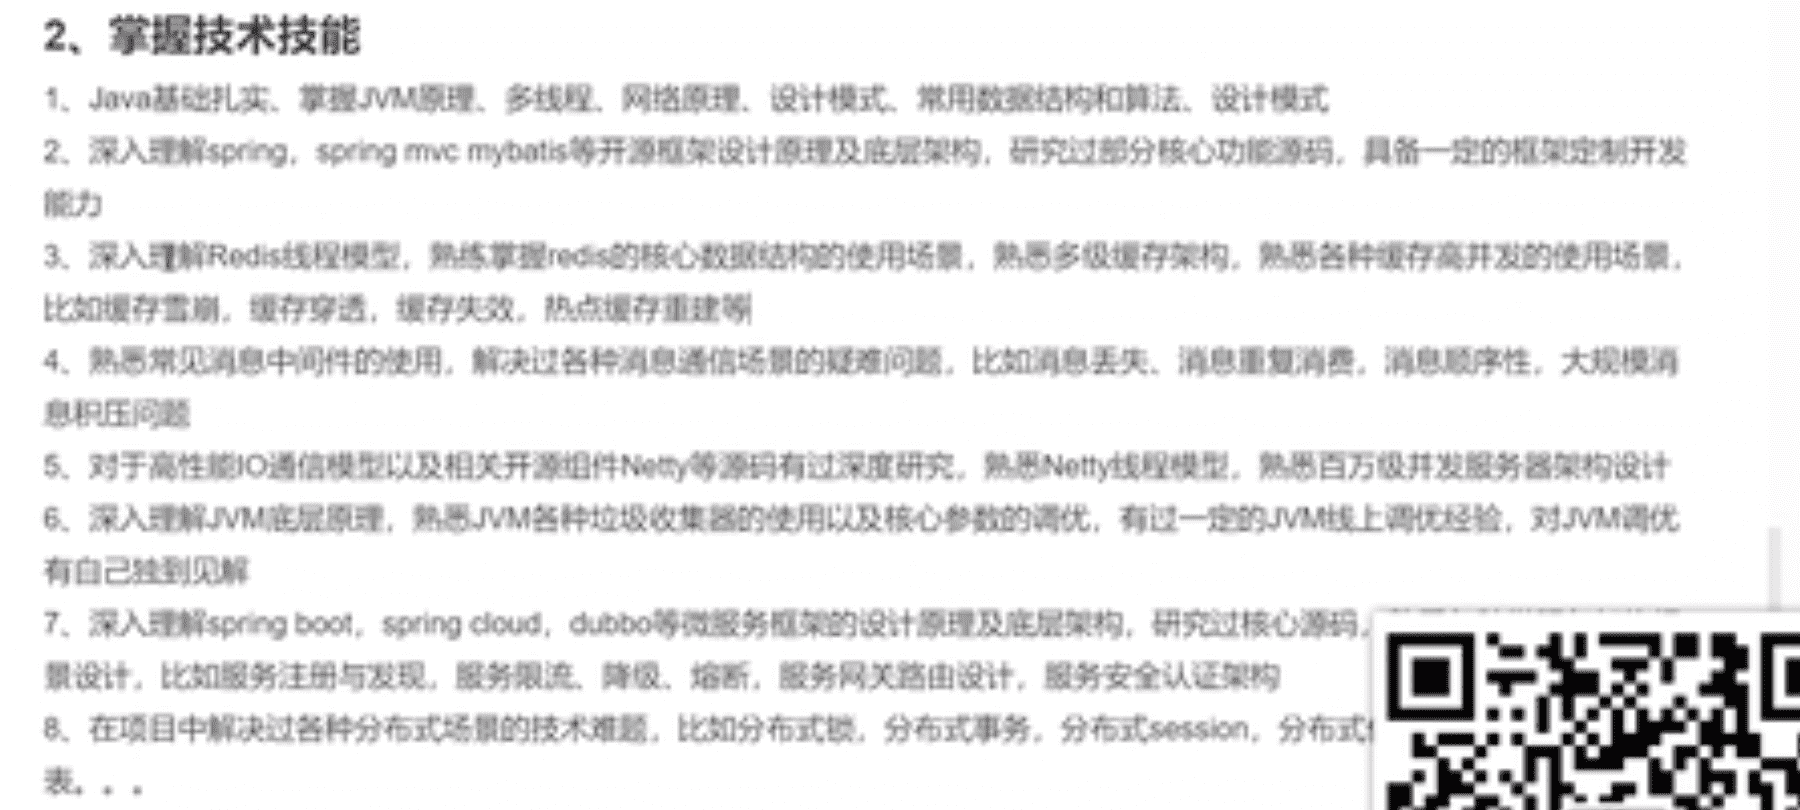 2、掌握技术技能
1、Java基础扎实、掌握JVM原理、多线程、网络原理、设计模式、常用数据结构和算法、设计模式
2、深入理解spring，spring mvc mybatis等开源框架设计原理及底层架构，研究过部分核心功能源码，具备一定的框架定制开发
能力
3、深入理解Redis线程模型，熟练掌握redis的核心数据结构的使用场景，熟悉多级缓存架构，熟悉各种缓存高并发的使用场景，
比如缓存雪崩，缓存穿透，缓存失效，热点缓存重建等
4、熟悉常见消息中间件的使用，解决过各种消息通信场景的疑难问题，比如消息丢失、消息重复消费，消息顺序性，大规模消
息积压问题
5、对于高性能IO通信模型以及相关开源组件Netty等源码有过深度研究，熟悉Netty线程模型，熟悉百万级并发服务器架构设计
6、深入理解JVM底层原理，熟悉JVM各种垃圾收集器的使用以及核心参数的调优，有过一定的JVM线上调优经验，对JVM调优
有自己独到见解
7、深入理解spring boot，spring cloud，dubbo等微服务框架的设计原理及底层架构，研究过核心源码，
景设计，比如服务注册与发现，服务限流、降级、熔断，服务网关路由设计，服务安全认证架构
8、在项目中解决过各种分布式场景的技术难题，比如分布式锁，分布式事务，分布式session，分布式
表。。。